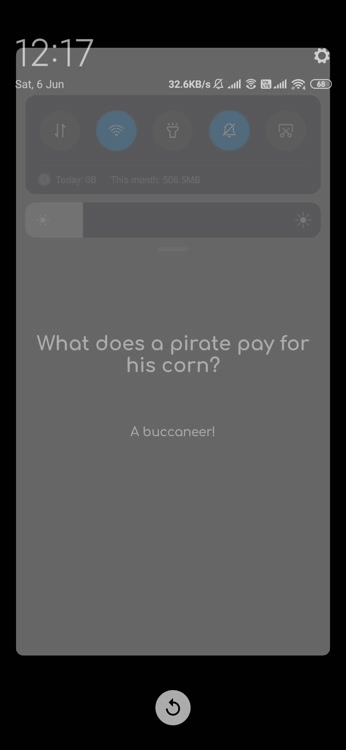 12:17
Sat, 6 Jun 32.6KB/s 68
Today: 0B This month: 508.5MB
What does a pirate pay for
his corn?
A buccaneer!